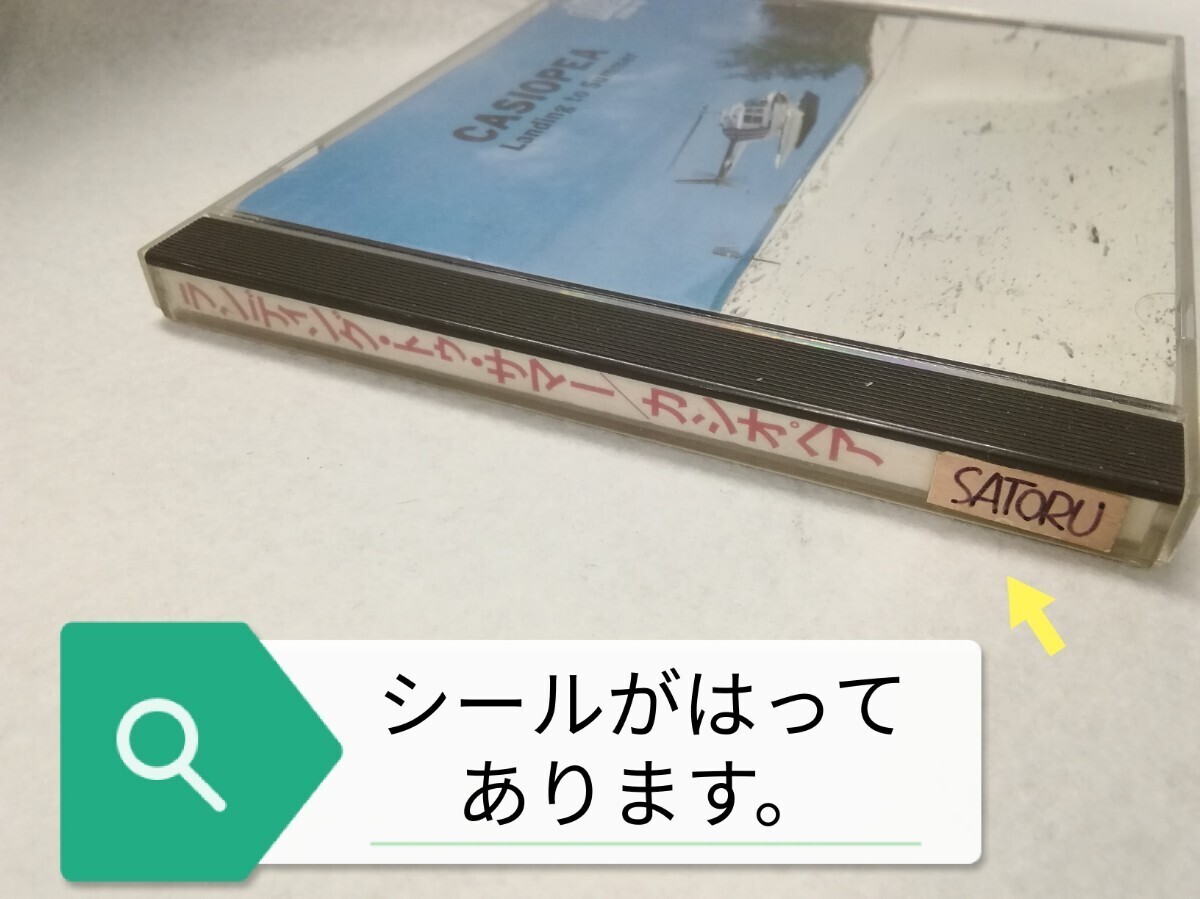 CASIOPEA
Landing to Summer
ランディング・トゥ・サマー/カシオペア
SATORU
シールがはって
あります。